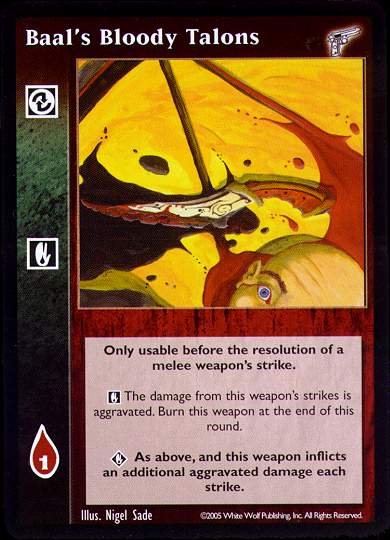 Baal's Bloody Talons
Only usable before the resolution of a
melee weapon's strike.
The damage from this weapon's strikes is
aggravated. Burn this weapon at the end of this
round.
As above, and this weapon inflicts
an additional aggravated damage each
strike.
1
Illus. Nigel Sade
©2005 White Wolf Publishing, Inc. All Rights Reserved.